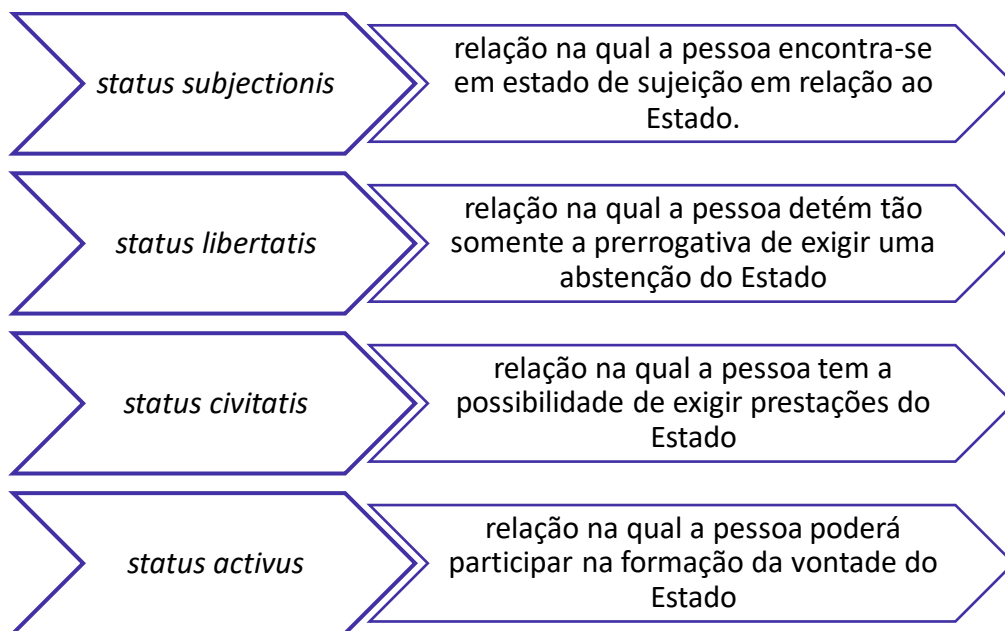 status subjectionis
relação na qual a pessoa encontra-se
em estado de sujeição em relação ao
Estado.
status libertatis
relação na qual a pessoa detém tão
somente a prerrogativa de exigir uma
abstenção do Estado
status civitatis
relação na qual a pessoa tem a
possibilidade de exigir prestações do
Estado
status activus
relação na qual a pessoa poderá
participar na formação da vontade do
Estado